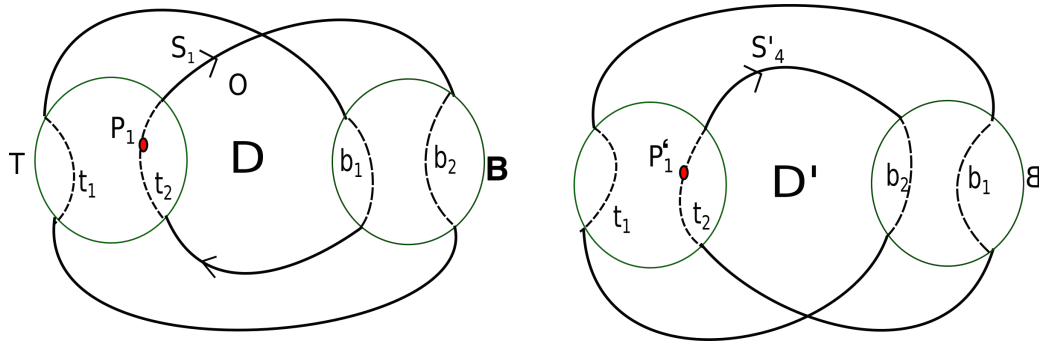 S₁
O
P₁
D
T
t₁
t₂
b₁
b₂
B
S'₄
P'₁
D'
t₁
t₂
b₂
b₁
ᗺ